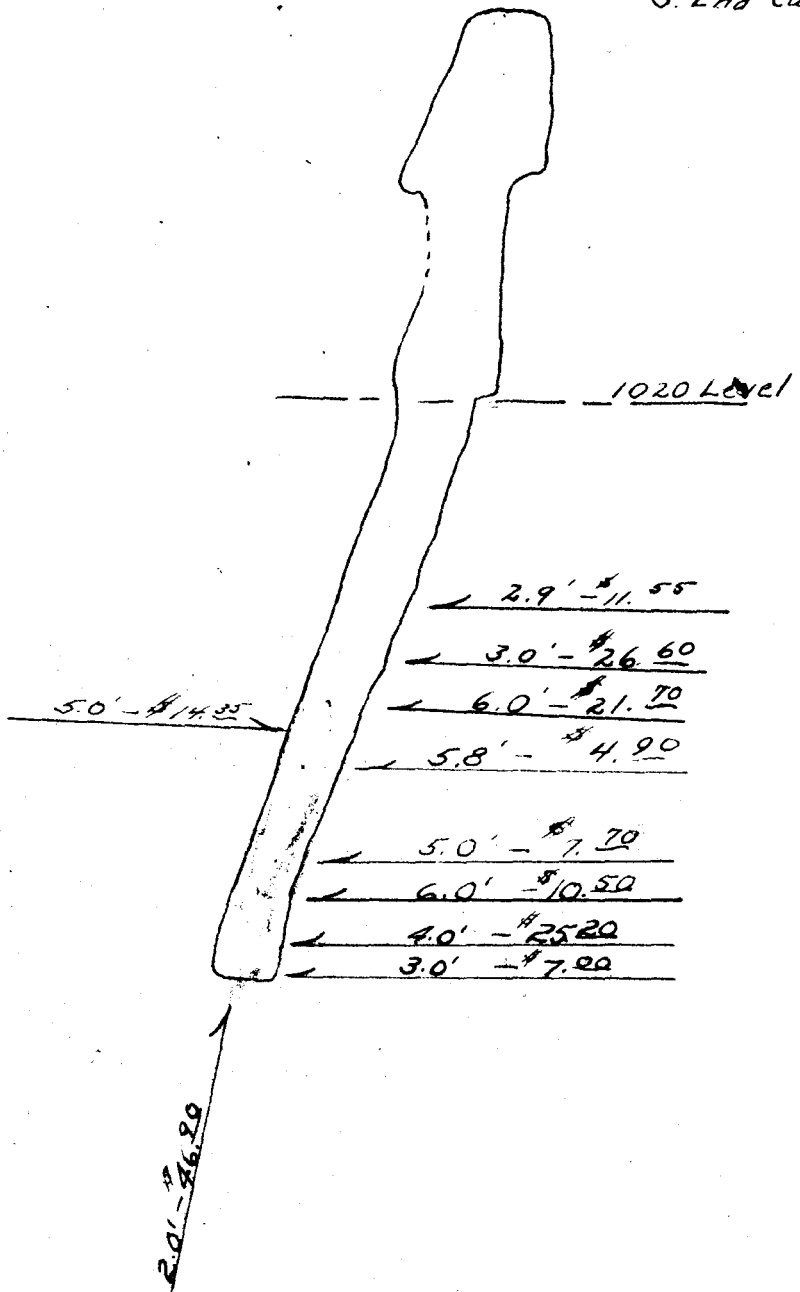 1020 Level
2.9' - $11.55
3.0' - $26.60
6.0' - $21.70
5.0' - $14.35
5.8' - $4.90
5.0' - $7.70
6.0' - $10.50
4.0' - $25.20
3.0' - $7.00
2.0' -